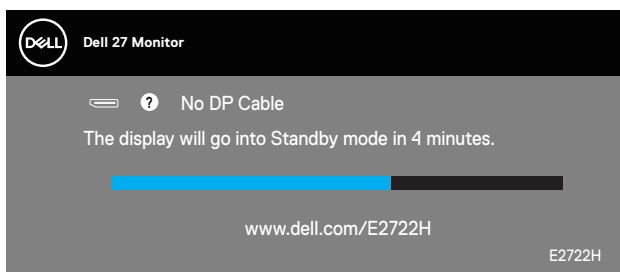 DELL
Dell 27 Monitor
? No DP Cable
The display will go into Standby mode in 4 minutes.
www.dell.com/E2722H
E2722H